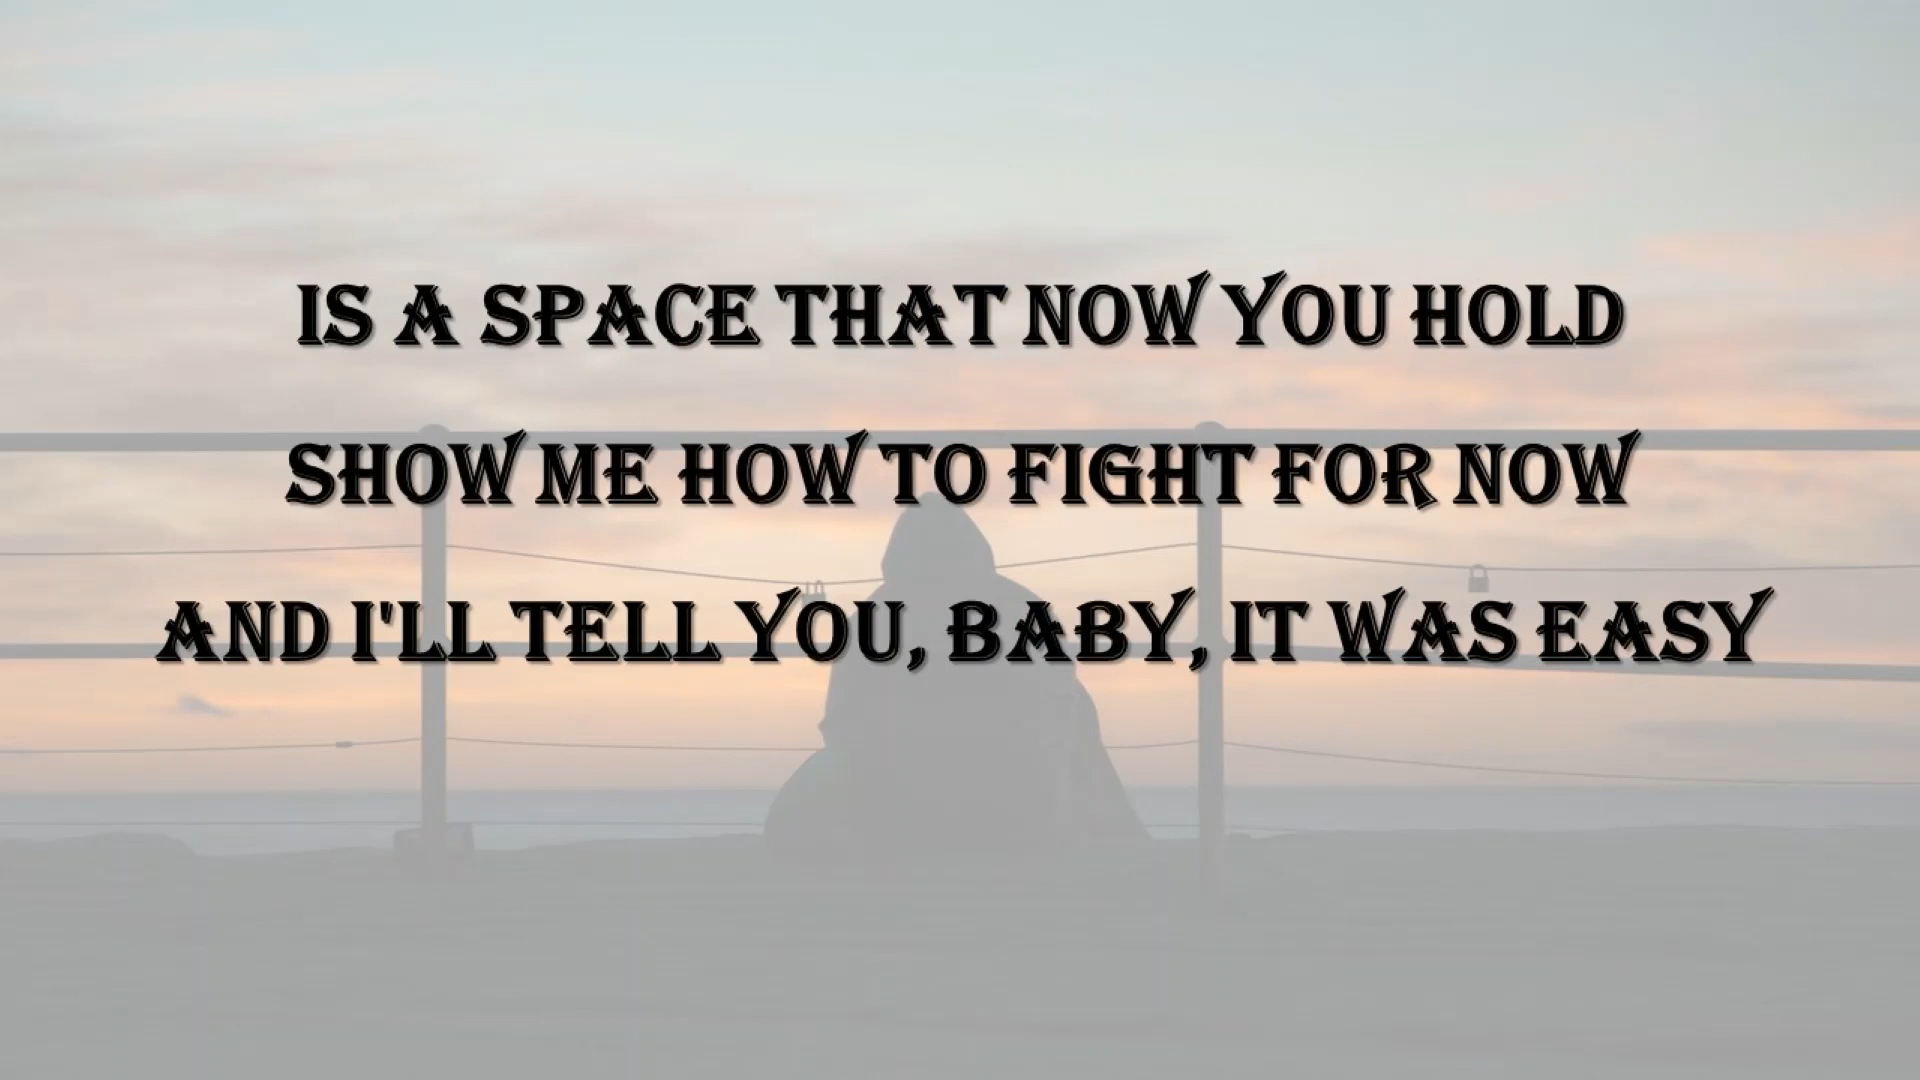 IS A SPACE THAT NOW YOU HOLD
SHOW ME HOW TO FIGHT FOR NOW
AND I'LL TELL YOU, BABY, IT WAS EASY